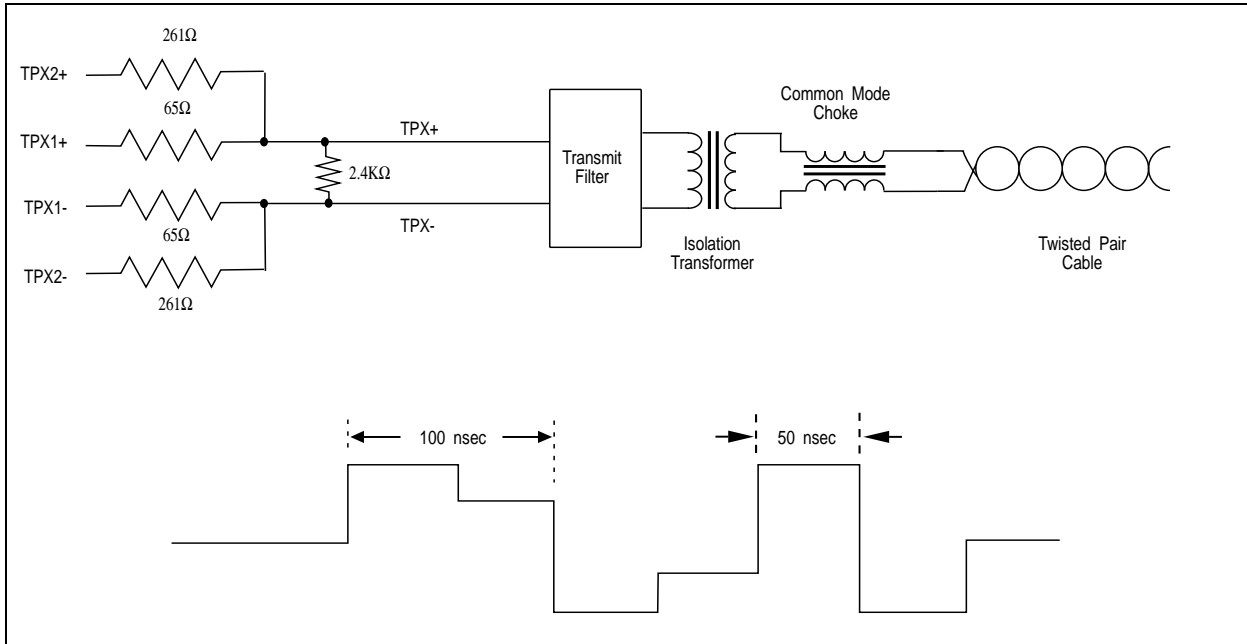 261Ω
TPX2+
65Ω
TPX1+
TPX+
2.4KΩ
TPX1-
65Ω
TPX-
TPX2-
261Ω
Transmit
Filter
Isolation
Transformer
Common Mode
Choke
Twisted Pair
Cable
100 nsec
50 nsec